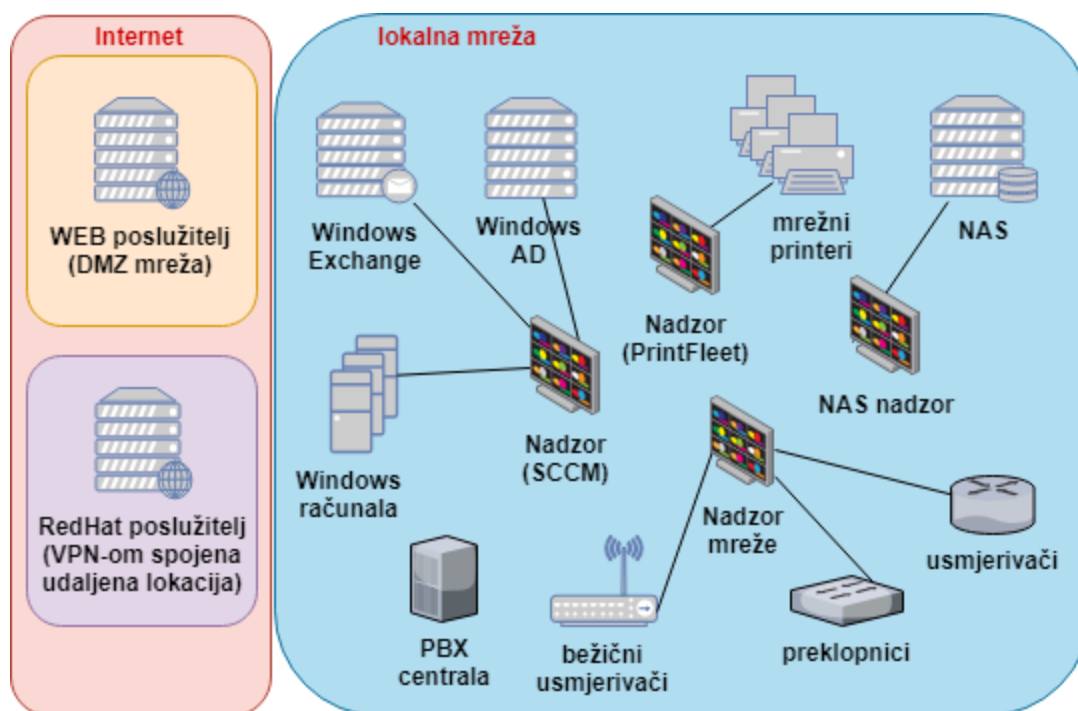 Internet
WEB poslužitelj
(DMZ mreža)
RedHat poslužitelj
(VPN-om spojena
udaljena lokacija)
lokalna mreža
Windows
Exchange
Windows
AD
mrežni
printeri
NAS
Nadzor
(PrintFleet)
NAS nadzor
Windows
računala
Nadzor
(SCCM)
Nadzor
mreže
usmjerivači
PBX
centrala
bežični
usmjerivači
preklopnici